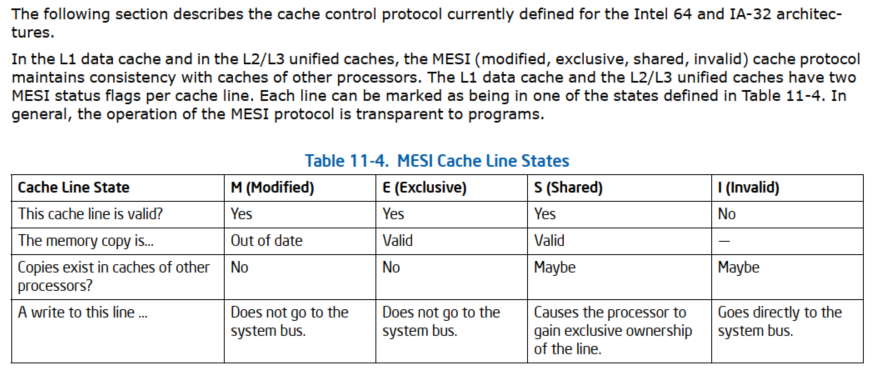 The following section describes the cache control protocol currently defined for the Intel 64 and IA-32 architec-
tures.
In the L1 data cache and in the L2/L3 unified caches, the MESI (modified, exclusive, shared, invalid) cache protocol
maintains consistency with caches of other processors. The L1 data cache and the L2/L3 unified caches have two
MESI status flags per cache line. Each line can be marked as being in one of the states defined in Table 11-4. In
general, the operation of the MESI protocol is transparent to programs.
Table 11-4. MESI Cache Line States
Cache Line State M (Modified) E (Exclusive) S (Shared) I (Invalid)
This cache line is valid? Yes Yes Yes No
The memory copy is... Out of date Valid Valid —
Copies exist in caches of other No No Maybe Maybe
processors?
A write to this line ... Does not go to the Does not go to the Causes the processor to Goes directly to the
system bus. system bus. gain exclusive ownership system bus.
of the line.